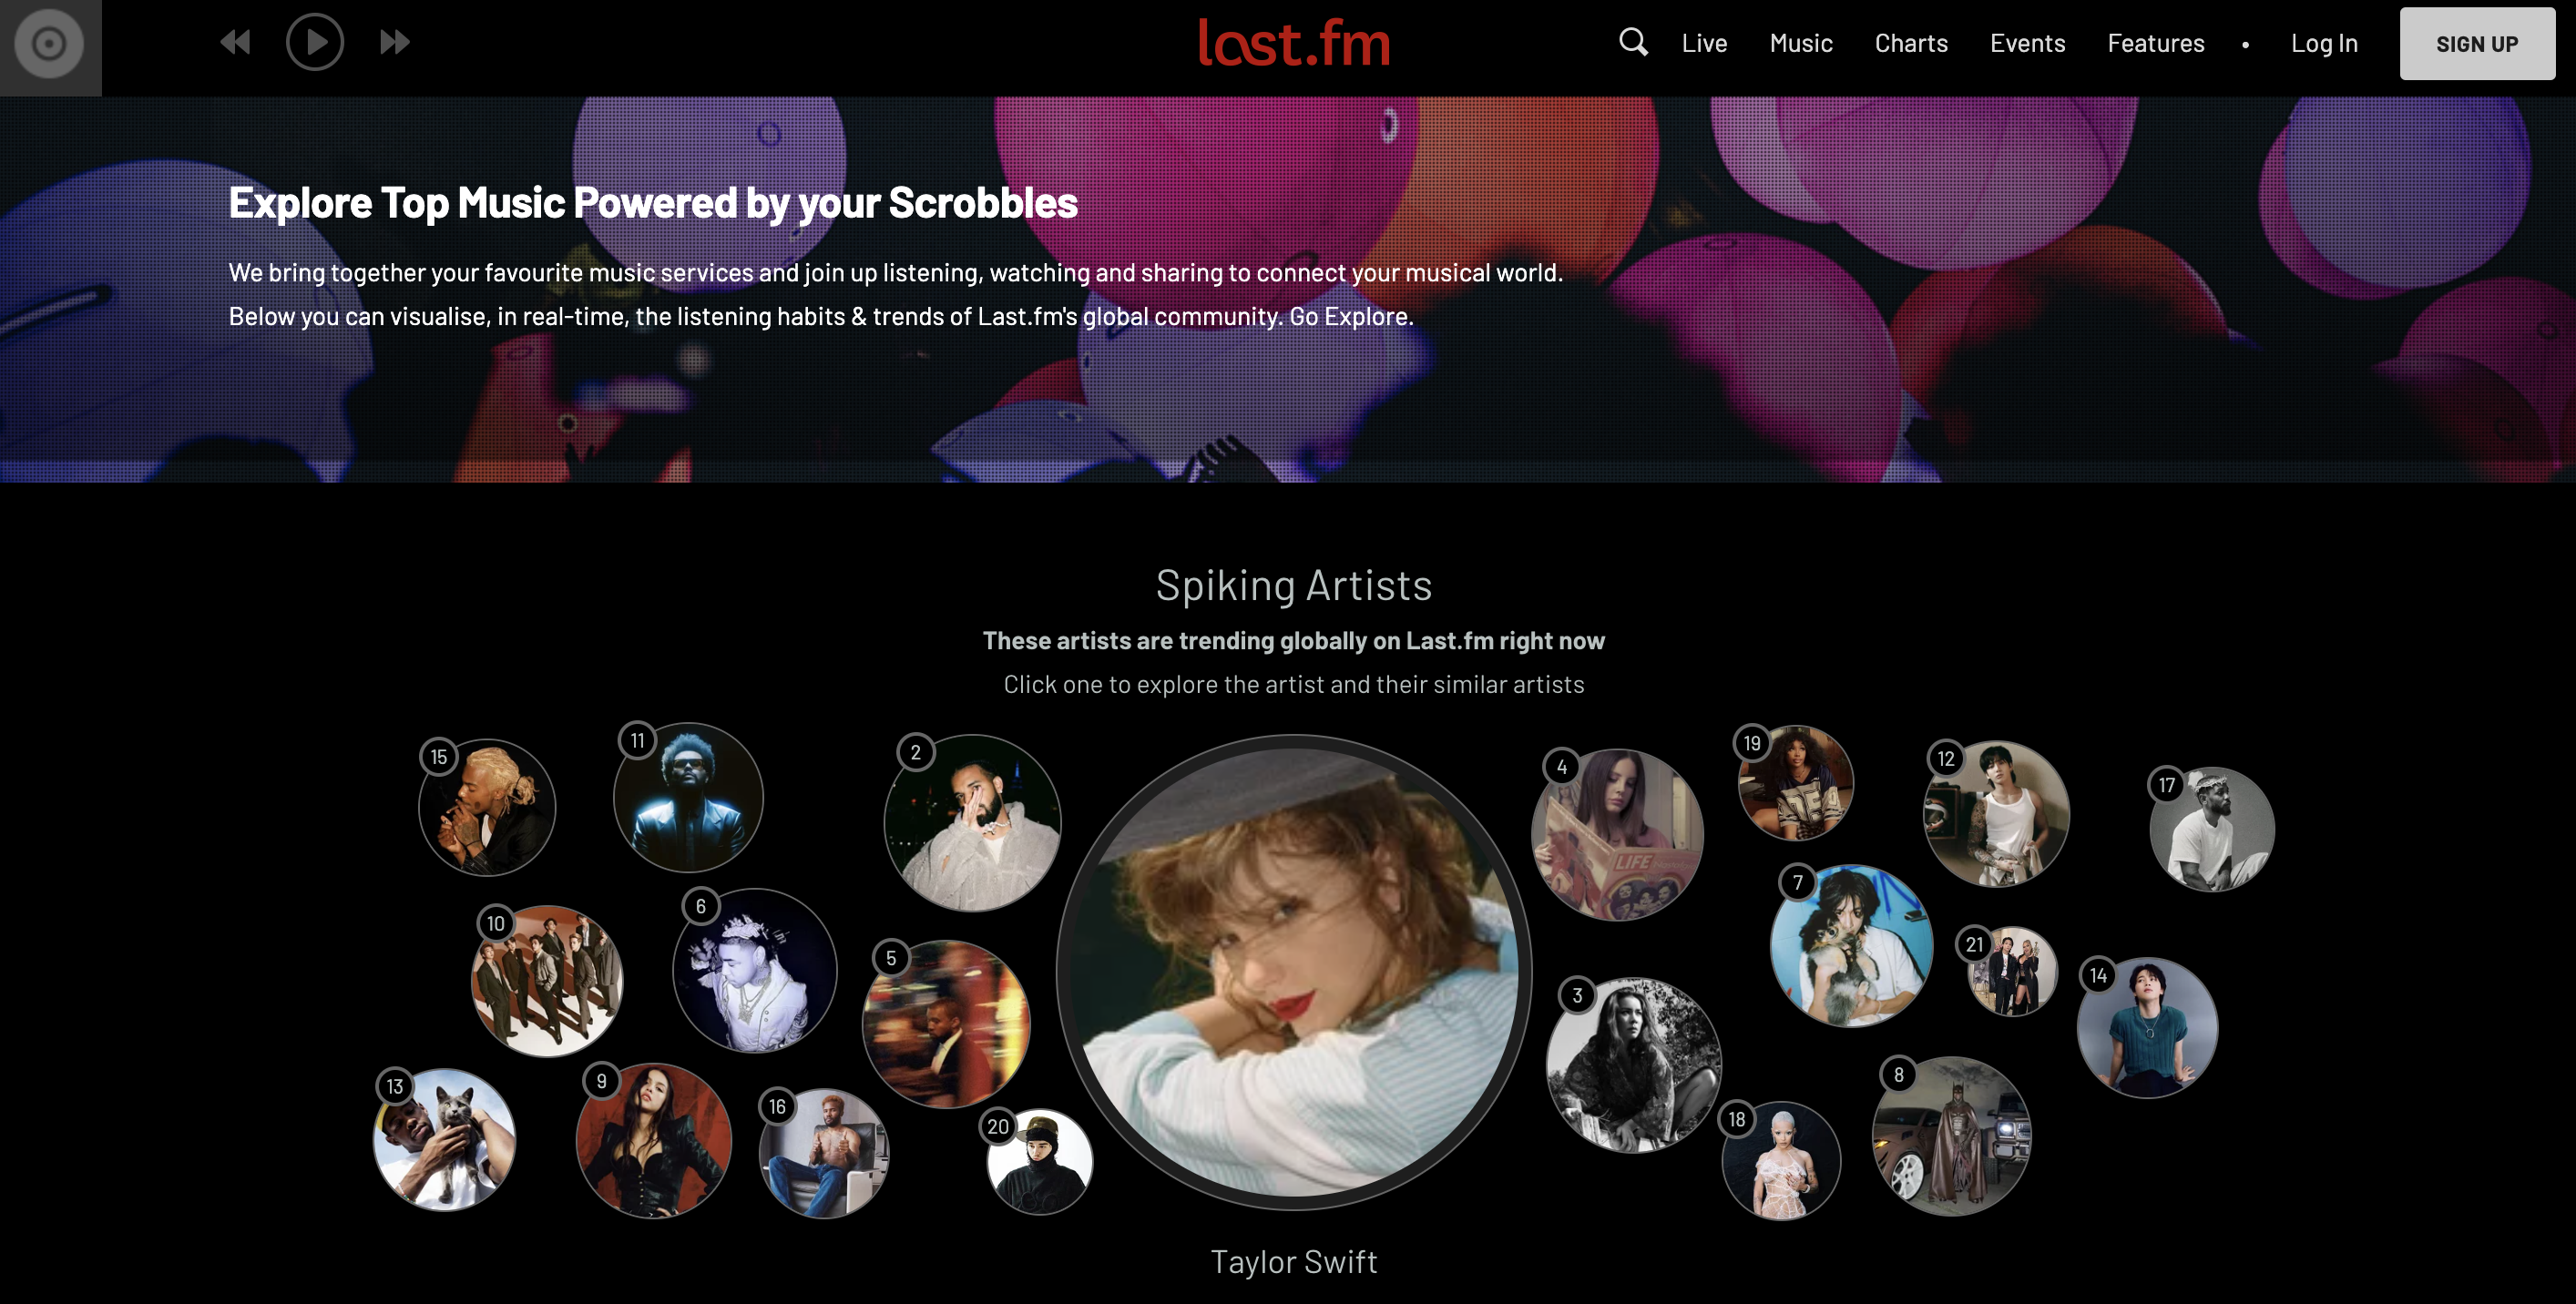 last.fm
Live Music Charts Events Features • Log In SIGN UP
Explore Top Music Powered by your Scrobbles
We bring together your favourite music services and join up listening, watching and sharing to connect your musical world.
Below you can visualise, in real-time, the listening habits & trends of Last.fm's global community. Go Explore.
Spiking Artists
These artists are trending globally on Last.fm right now
Click one to explore the artist and their similar artists
15
11
2
4
19
12
17
LIFE
10
6
5
7
21
14
3
13
9
16
20
18
8
Taylor Swift